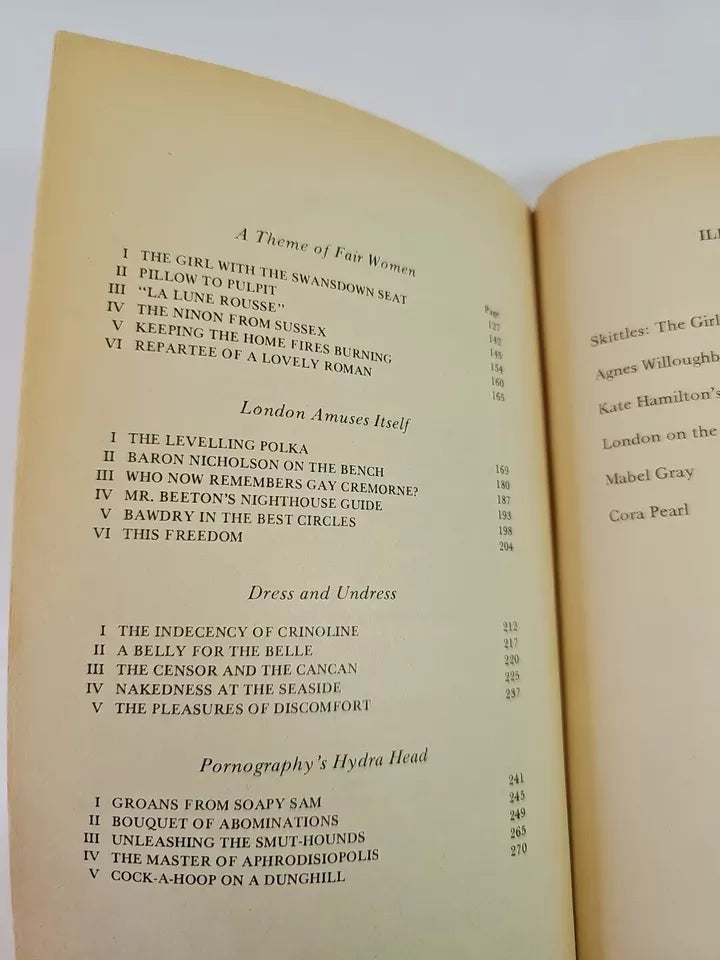 A Theme of Fair Women
Page
I THE GIRL WITH THE SWANSDOWN SEAT 127
II PILLOW TO PULPIT 142
III "LA LUNE ROUSSE" 145
IV THE NINON FROM SUSSEX 154
V KEEPING THE HOME FIRES BURNING 160
VI REPARTEE OF A LOVELY ROMAN 165
London Amuses Itself
I THE LEVELLING POLKA 169
II BARON NICHOLSON ON THE BENCH 180
III WHO NOW REMEMBERS GAY CREMORNE? 187
IV MR. BEETON'S NIGHTHOUSE GUIDE 193
V BAWDRY IN THE BEST CIRCLES 198
VI THIS FREEDOM 204
Dress and Undress
I THE INDECENCY OF CRINOLINE 212
II A BELLY FOR THE BELLE 217
III THE CENSOR AND THE CANCAN 220
IV NAKEDNESS AT THE SEASIDE 225
V THE PLEASURES OF DISCOMFORT 237
Pornography's Hydra Head
I GROANS FROM SOAPY SAM 241
II BOUQUET OF ABOMINATIONS 245
III UNLEASHING THE SMUT-HOUNDS 249
IV THE MASTER OF APHRODISIOPOLIS 265
V COCK-A-HOOP ON A DUNGHILL 270
Skittles: The Girl
Agnes Willoughb
Kate Hamilton's
London on the
Mabel Gray
Cora Pearl